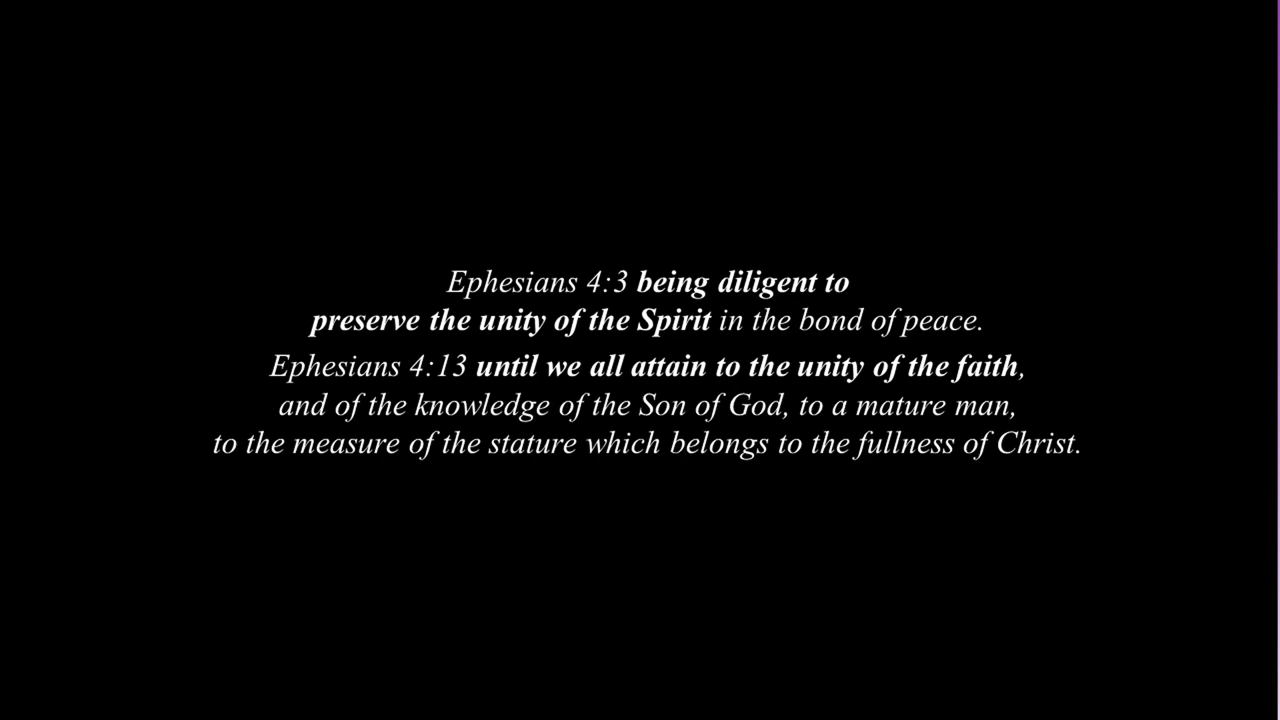 Ephesians 4:3 being diligent to
preserve the unity of the Spirit in the bond of peace.
Ephesians 4:13 until we all attain to the unity of the faith,
and of the knowledge of the Son of God, to a mature man,
to the measure of the stature which belongs to the fullness of Christ.